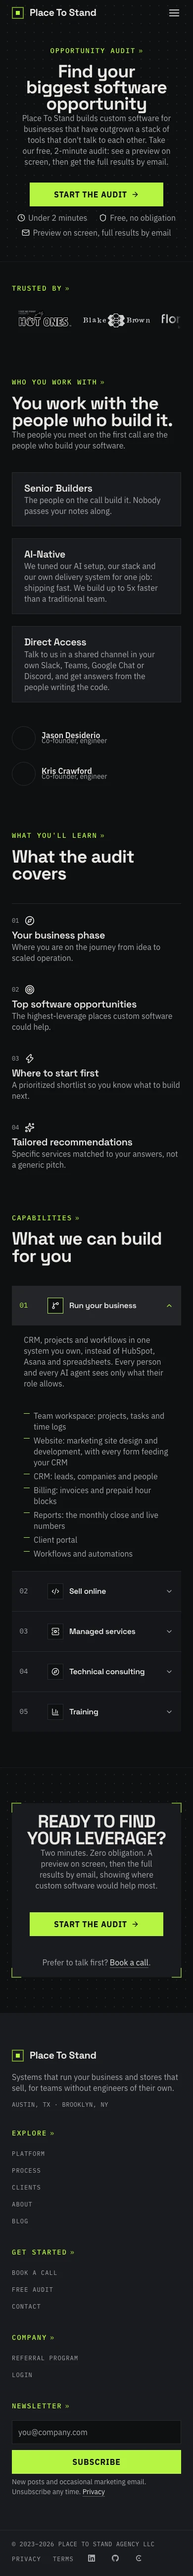 Place To Stand
OPPORTUNITY AUDIT »
Find your
biggest software
opportunity
Place To Stand builds custom software for
businesses that have outgrown a stack of
tools that don't talk to each other. Take
our free, 2-minute audit: see a preview on
screen, then get the full results by email.
START THE AUDIT →
Under 2 minutes Free, no obligation
Preview on screen, full results by email
TRUSTED BY »
HOT ONES Blake Brown flor
WHO YOU WORK WITH »
You work with the
people who build it.
The people you meet on the first call are the
people who build your software.
Senior Builders
The people on the call build it. Nobody
passes your notes along.
AI-Native
We tuned our AI setup, our stack and
our own delivery system for one job:
shipping fast. We build up to 5x faster
than a traditional team.
Direct Access
Talk to us in a shared channel in your
own Slack, Teams, Google Chat or
Discord, and get answers from the
people writing the code.
Jason Desiderio
Co-founder, engineer
Kris Crawford
Co-founder, engineer
WHAT YOU'LL LEARN »
What the audit
covers
01
Your business phase
Where you are on the journey from idea to
scaled operation.
02
Top software opportunities
The highest-leverage places custom software
could help.
03
Where to start first
A prioritized shortlist so you know what to build
next.
04
Tailored recommendations
Specific services matched to your answers, not
a generic pitch.
CAPABILITIES »
What we can build
for you
01 Run your business
CRM, projects and workflows in one
system you own, instead of HubSpot,
Asana and spreadsheets. Every person
and every AI agent sees only what their
role allows.
Team workspace: projects, tasks and
time logs
Website: marketing site design and
development, with every form feeding
your CRM
CRM: leads, companies and people
Billing: invoices and prepaid hour
blocks
Reports: the monthly close and live
numbers
Client portal
Workflows and automations
02 Sell online
03 Managed services
04 Technical consulting
05 Training
READY TO FIND
YOUR LEVERAGE?
Two minutes. Zero obligation. A
preview on screen, then the full
results by email, showing where
custom software would help most.
START THE AUDIT →
Prefer to talk first? Book a call.
Place To Stand
Systems that run your business and stores that
sell, for teams without engineers of their own.
AUSTIN, TX · BROOKLYN, NY
EXPLORE »
PLATFORM
PROCESS
CLIENTS
ABOUT
BLOG
GET STARTED »
BOOK A CALL
FREE AUDIT
CONTACT
COMPANY »
REFERRAL PROGRAM
LOGIN
NEWSLETTER »
you@company.com
SUBSCRIBE
New posts and occasional marketing email.
Unsubscribe any time. Privacy
© 2023–2026 PLACE TO STAND AGENCY LLC
PRIVACY TERMS